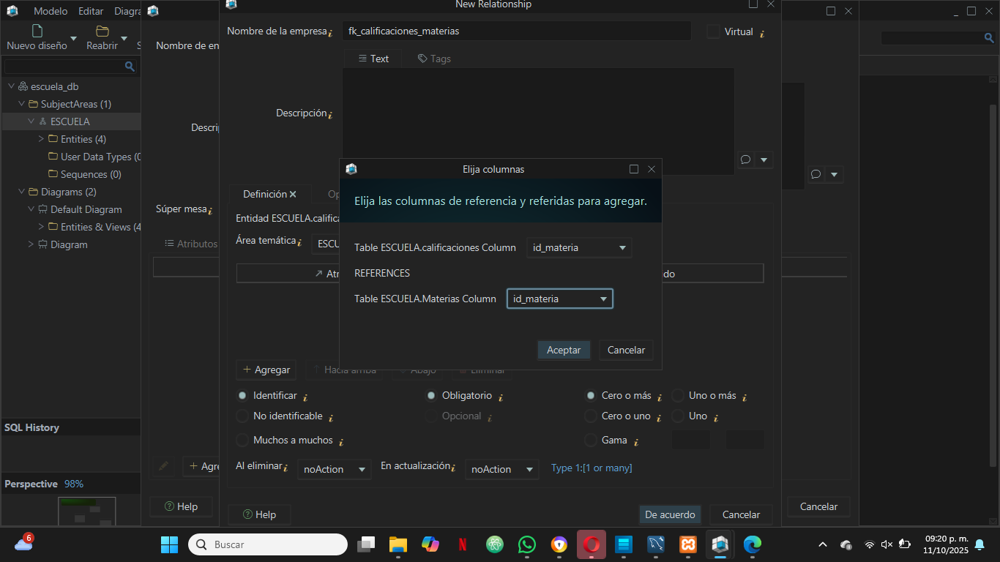 New Relationship
Modelo Editar Diagra
Nuevo diseño
Reabrir
Nombre de en
Nombre de la empresa
fk_calificaciones_materias
Virtual
Text
Tags
Descripción
escuela_db
SubjectAreas (1)
ESCUELA
Entities (4)
User Data Types (0
Sequences (0)
Diagrams (2)
Default Diagram
Entities & Views (4
Diagram
Descrip
Súper mesa
Atributos
Definición
Op
Entidad ESCUELA.califica
Área temática
ESCU
Atr
do
Elija columnas
Elija las columnas de referencia y referidas para agregar.
Table ESCUELA.calificaciones Column id_materia
REFERENCES
Table ESCUELA.Materias Column id_materia
Aceptar
Cancelar
+ Agregar
Hacia arriba
Abajo
Eliminar
Identificar
Obligatorio
Cero o más
Uno o más
No identificable
Opcional
Cero o uno
Uno
Muchos a muchos
Gama
Al eliminar
noAction
En actualización
noAction
Type 1:[1 or many]
SQL History
Perspective 98%
+ Agre
Help
Help
De acuerdo
Cancelar
Cancelar
6
Buscar
09:20 p. m.
11/10/2025